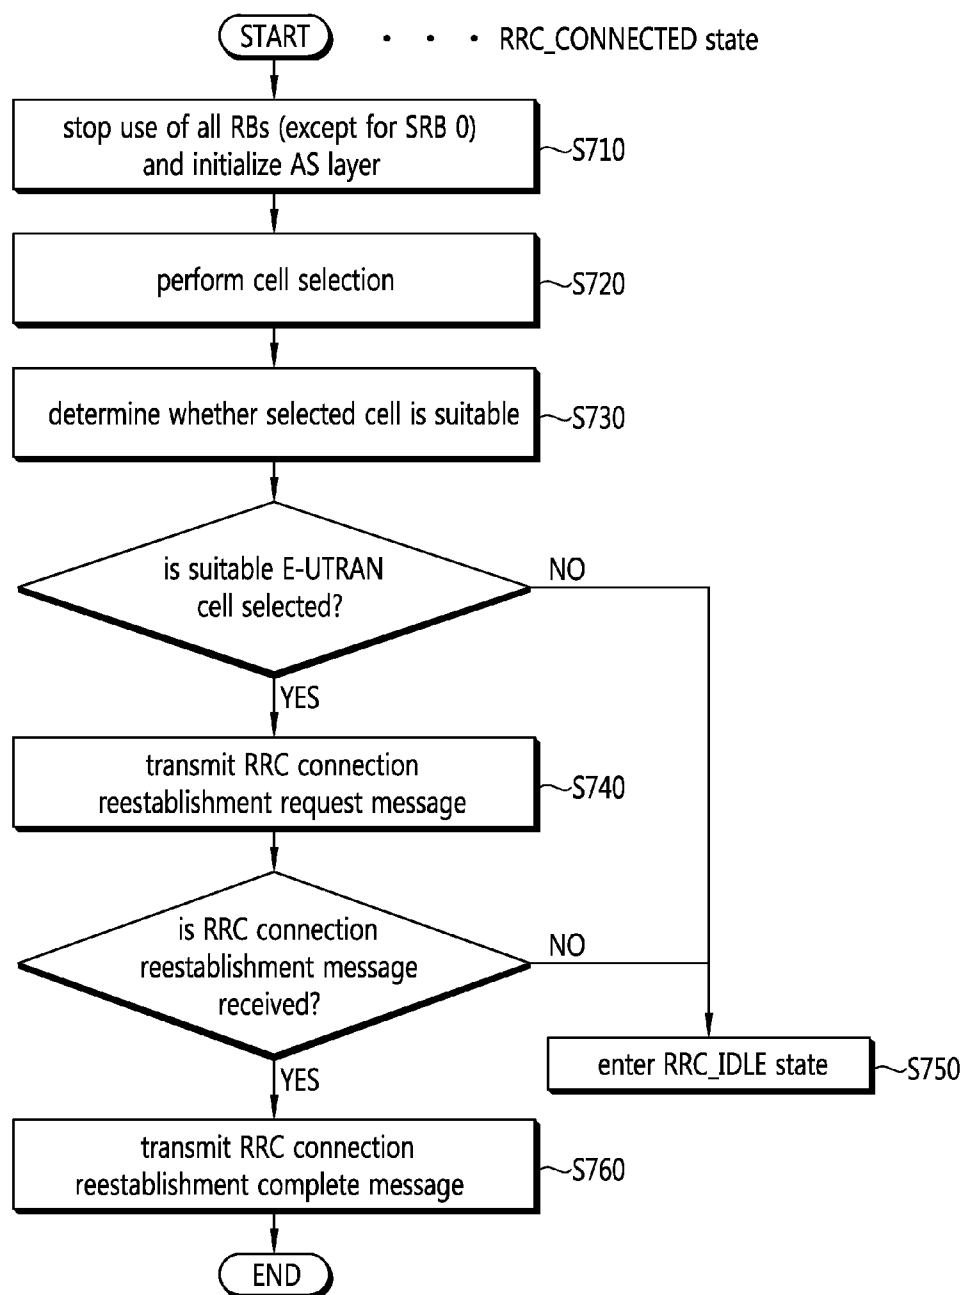 START
· · · RRC_CONNECTED state
stop use of all RBs (except for SRB 0)
and initialize AS layer
S710
perform cell selection
S720
determine whether selected cell is suitable
S730
is suitable E-UTRAN
cell selected?
NO
YES
transmit RRC connection
reestablishment request message
S740
is RRC connection
reestablishment message
received?
NO
YES
enter RRC_IDLE state
S750
transmit RRC connection
reestablishment complete message
S760
END